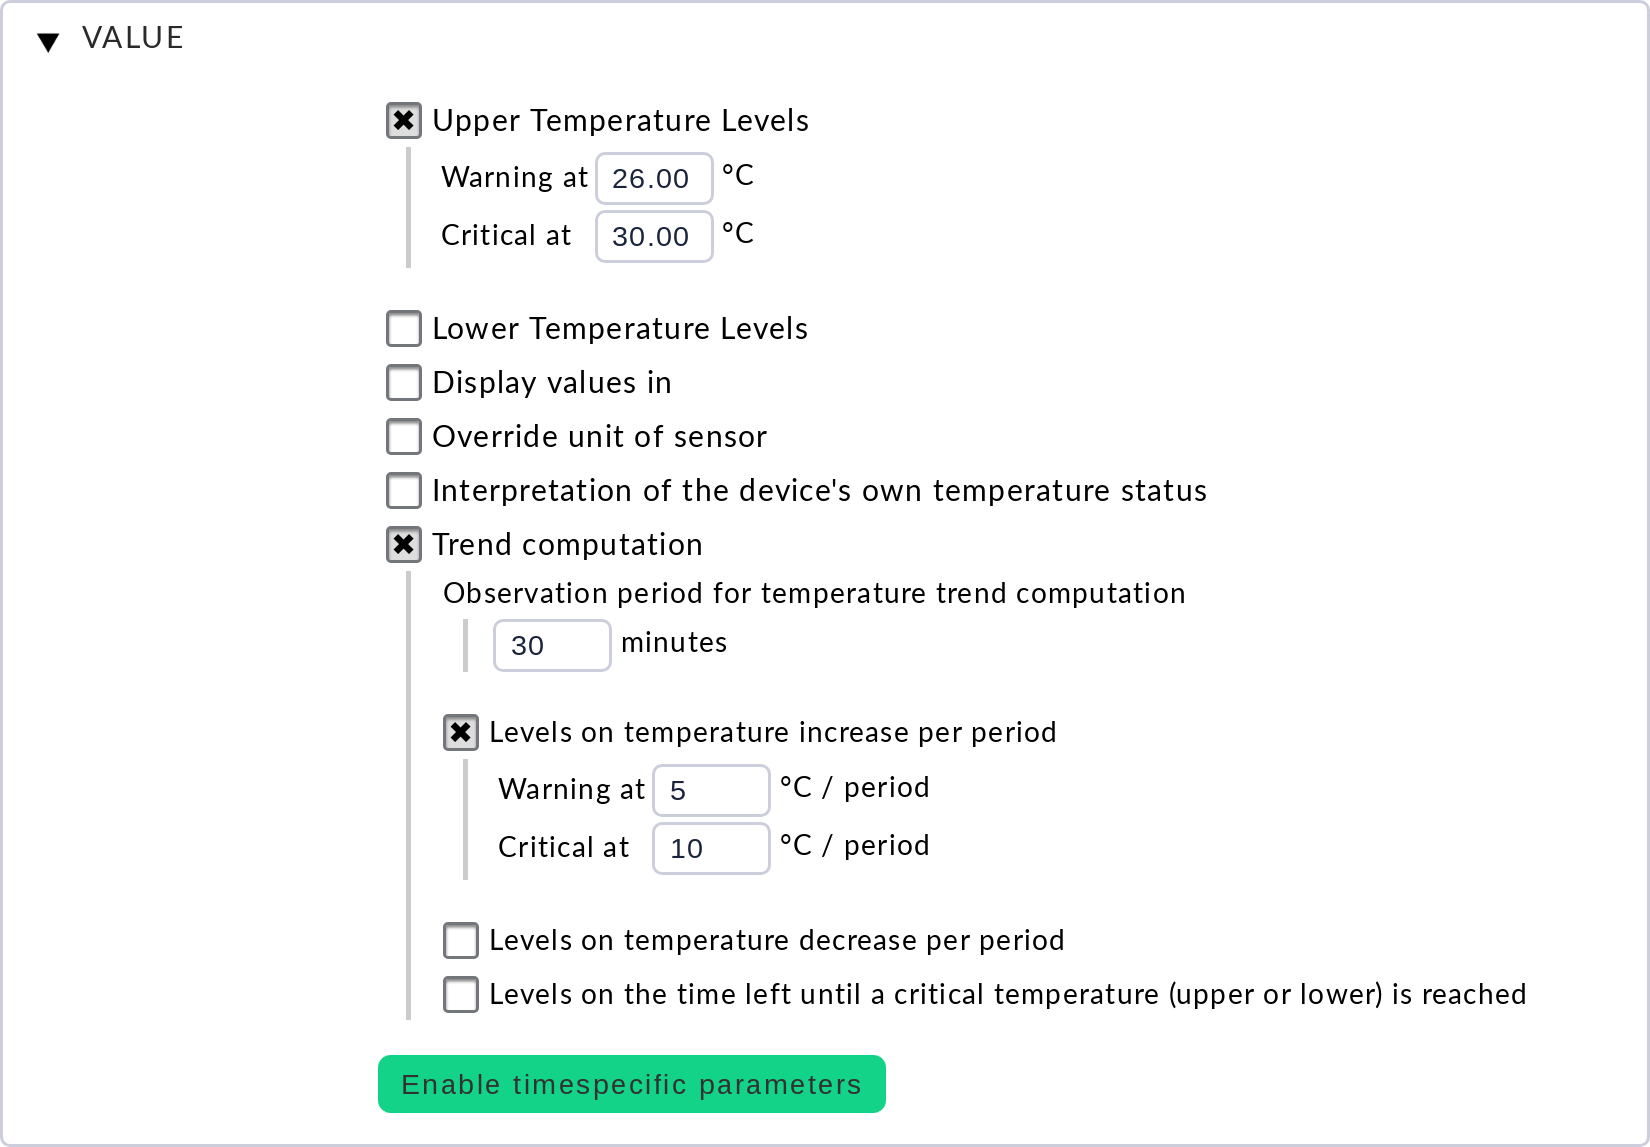 VALUE
Upper Temperature Levels
Warning at 26.00 °C
Critical at 30.00 °C
Lower Temperature Levels
Display values in
Override unit of sensor
Interpretation of the device's own temperature status
Trend computation
Observation period for temperature trend computation
30 minutes
Levels on temperature increase per period
Warning at 5 °C / period
Critical at 10 °C / period
Levels on temperature decrease per period
Levels on the time left until a critical temperature (upper or lower) is reached
Enable timespecific parameters